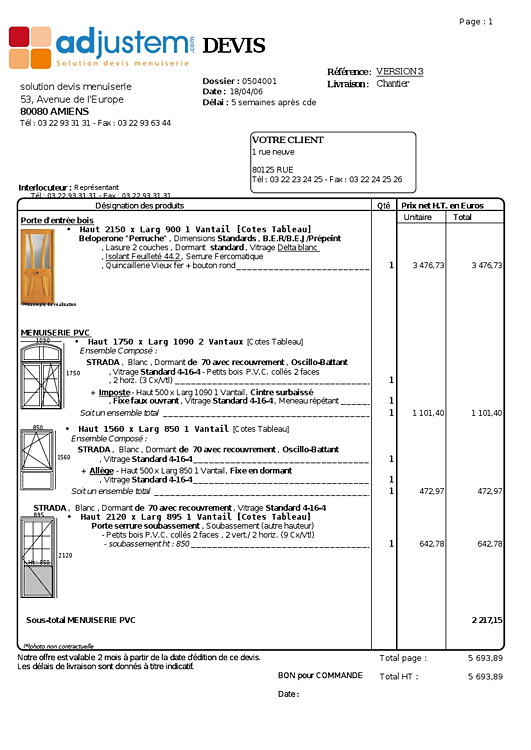 Page : 1
adjustem.com
Solution devis menuiserie
DEVIS
Référence : VERSION 3
Livraison : Chantier
solution devis menuiserie
53, Avenue de l'Europe
80080 AMIENS
Tél : 03 22 93 31 31 - Fax : 03 22 93 63 44
Dossier : 0504001
Date : 18/04/06
Délai : 5 semaines après cde
VOTRE CLIENT
1 rue neuve
80125 RUE
Tél : 03 22 23 24 25 - Fax : 03 22 24 25 26
Interlocuteur : Représentant
Tél : 03 22 93 31 31 - Fax : 03 22 93 31 31
Désignation des produits Qté Prix net H.T. en Euros
Unitaire Total
Porte d'entrée bois
• Haut 2150 x Larg 900 1 Vantail [Cotes Tableau]
Beloperone "Perruche" , Dimensions Standards , B.E.R/B.E.J/Prépeint
, Lasure 2 couches , Dormant standard , Vitrage Delta blanc
, Isolant Feuilleté 44.2 , Serrure Fercomatique
, Quincaillerie Vieux fer + bouton rond 1 3 476,73 3 476,73
MENUISERIE PVC
1090
• Haut 1750 x Larg 1090 2 Vantaux [Cotes Tableau]
Ensemble Composé :
STRADA , Blanc , Dormant de 70 avec recouvrement , Oscillo-Battant
1750
, Vitrage Standard 4-16-4 - Petits bois P.V.C. collés 2 faces
, 2 horz. (3 Cx/Vtl) 1
+ Imposte - Haut 500 x Larg 1090 1 Vantail , Cintre surbaissé
, Fixe faux ouvrant , Vitrage Standard 4-16-4 , Meneau répétant 1
Soit un ensemble total 1 1 101,40 1 101,40
850
• Haut 1560 x Larg 850 1 Vantail [Cotes Tableau]
Ensemble Composé :
STRADA , Blanc , Dormant de 70 avec recouvrement , Oscillo-Battant
1560
, Vitrage Standard 4-16-4 1
+ Allège - Haut 500 x Larg 850 1 Vantail , Fixe en dormant
, Vitrage Standard 4-16-4 1
Soit un ensemble total 1 472,97 472,97
STRADA , Blanc , Dormant de 70 avec recouvrement , Vitrage Standard 4-16-4
895
• Haut 2120 x Larg 895 1 Vantail [Cotes Tableau]
Porte serrure soubassement , Soubassement (autre hauteur)
- Petits bois P.V.C. collés 2 faces , 2 vert./ 2 horz. (9 Cx/Vtl)
- soubassement ht : 850 1 642,78 642,78
2120
Ht : 850
Sous-total MENUISERIE PVC 2 217,15
(*)photo non contractuelle
Notre offre est valable 2 mois à partir de la date d'édition de ce devis.
Les délais de livraison sont donnés à titre indicatif.
Total page : 5 693,89
BON pour COMMANDE
Total HT : 5 693,89
Date :